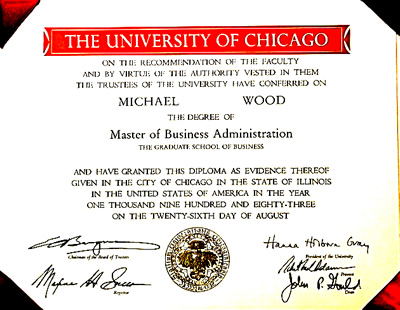 THE UNIVERSITY OF CHICAGO
ON THE RECOMMENDATION OF THE FACULTY
AND BY VIRTUE OF THE AUTHORITY VESTED IN THEM
THE TRUSTEES OF THE UNIVERSITY HAVE CONFERRED ON
MICHAEL WOOD
THE DEGREE OF
Master of Business Administration
THE GRADUATE SCHOOL OF BUSINESS
AND HAVE GRANTED THIS DIPLOMA AS EVIDENCE THEREOF
GIVEN IN THE CITY OF CHICAGO IN THE STATE OF ILLINOIS
IN THE UNITED STATES OF AMERICA IN THE YEAR
ONE THOUSAND NINE HUNDRED AND EIGHTY-THREE
ON THE TWENTY-SIXTH DAY OF AUGUST
Hanna Holborn Gray
Chairman of the Board of Trustees
President of the University
Provost
Registrar
John P. Gould
Dean